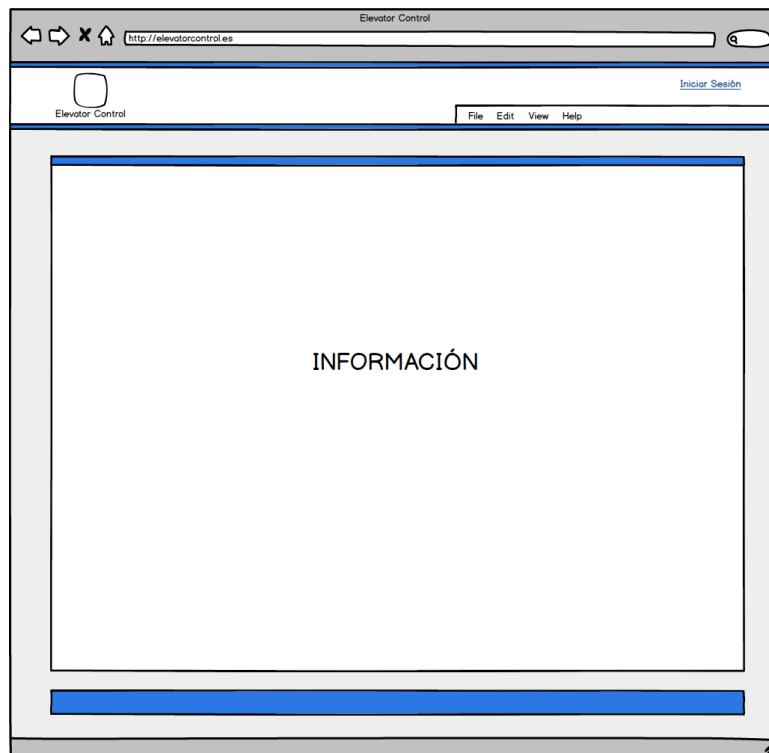 Elevator Control
http://elevatorcontrol.es
Iniciar Sesión
Elevator Control
File Edit View Help
INFORMACIÓN